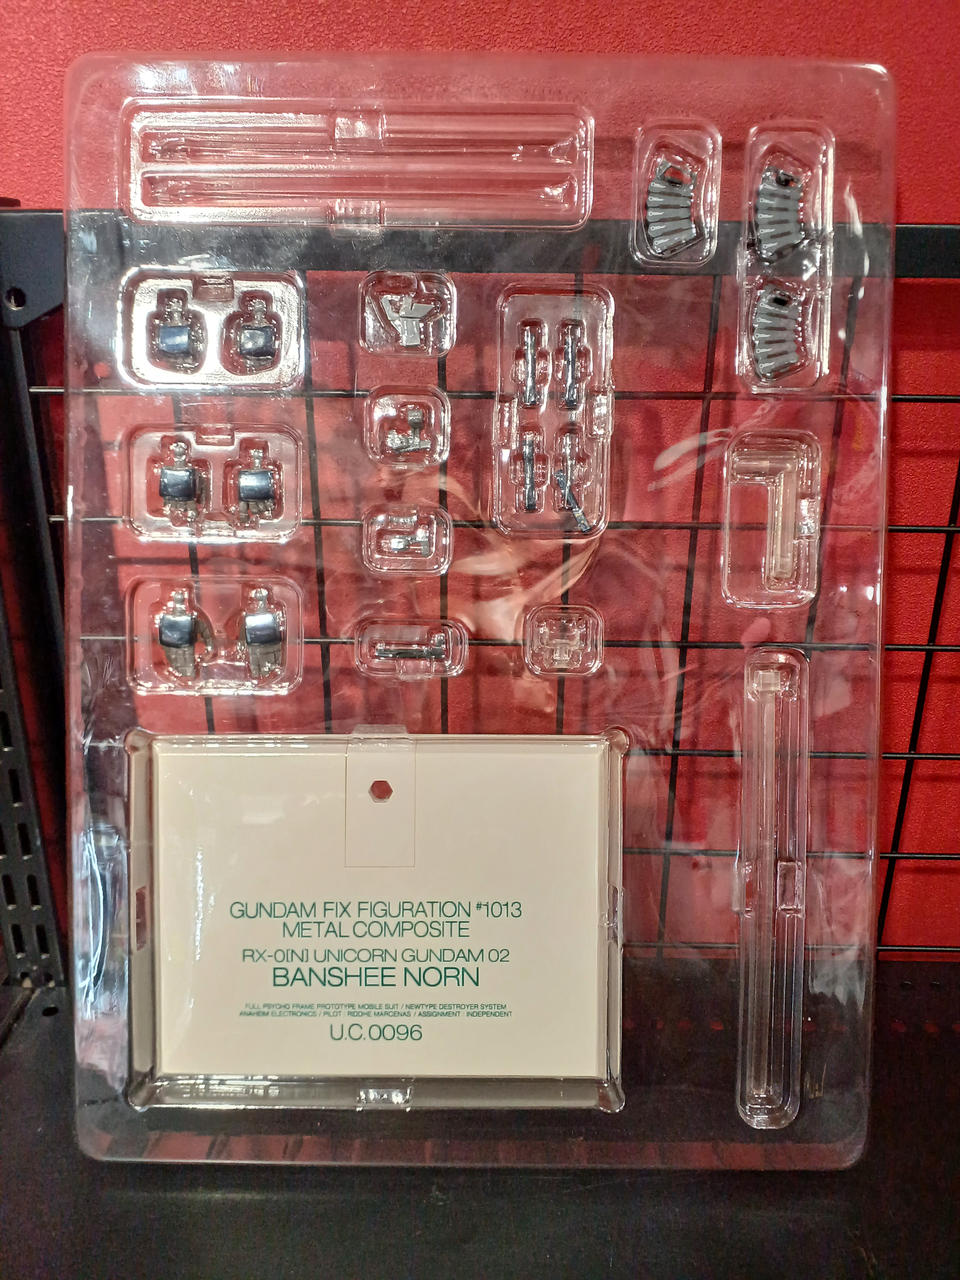 GUNDAM FIX FIGURATION #1013
METAL COMPOSITE
RX-0[N] UNICORN GUNDAM 02
BANSHEE NORN
FULL PSYCHO FRAME PROTOTYPE MOBILE SUIT / NEWTYPE DESTROYER SYSTEM
ANAHEIM ELECTRONICS / PILOT : RIDDHE MARCENAS / ASSIGNMENT : INDEPENDENT
U.C.0096